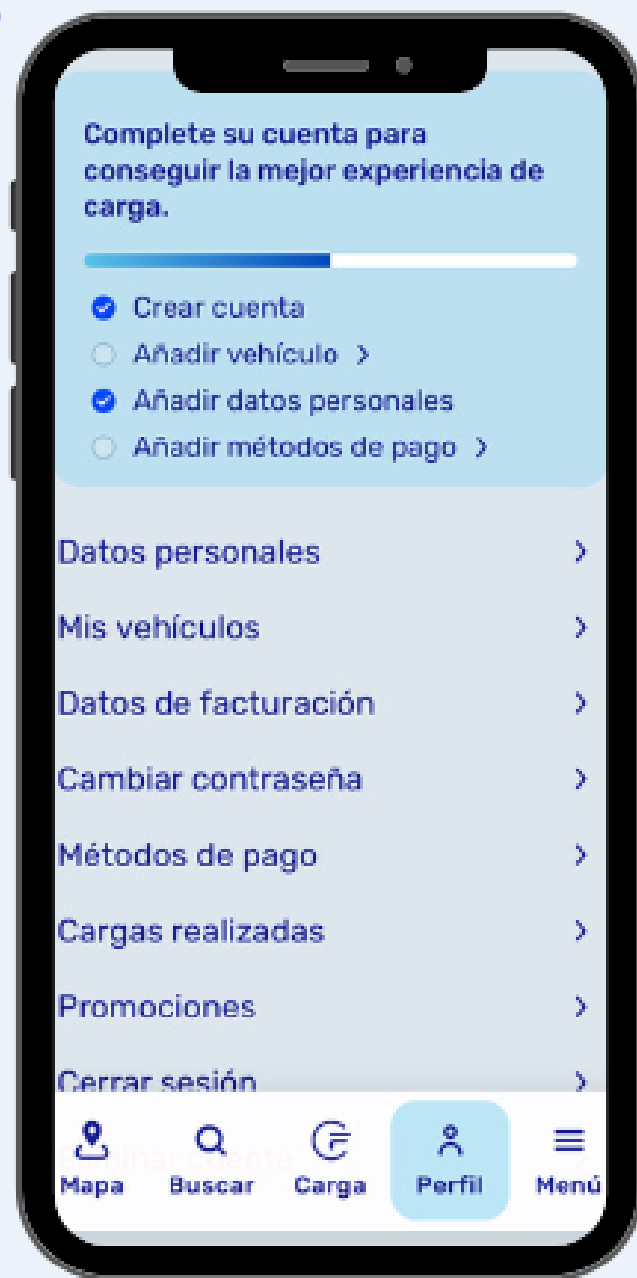 Complete su cuenta para
conseguir la mejor experiencia de
carga.
Crear cuenta
Añadir vehículo >
Añadir datos personales
Añadir métodos de pago >
Datos personales >
Mis vehículos >
Datos de facturación >
Cambiar contraseña >
Métodos de pago >
Cargas realizadas >
Promociones >
Cerrar sesión >
Eliminar cuenta
Mapa Buscar Carga Perfil Menú